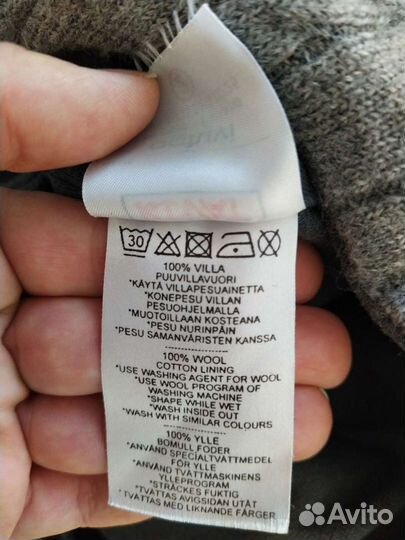 30
100% VILLA
PUUVILLAVUORI
*KÄYTÄ VILLAPESUAINETTA
*KONEPESU VILLAN
PESUOHJELMALLA
*MUOTOILLAAN KOSTEANA
*PESU NURINPÄIN
*PESU SAMANVÄRISTEN KANSSA
100% WOOL
COTTON LINING
*USE WASHING AGENT FOR WOOL
*USE WOOL PROGRAM OF
WASHING MACHINE
*SHAPE WHILE WET
*WASH INSIDE OUT
*WASH WITH SIMILAR COLOURS
100% YLLE
BOMULL FODER
*ANVÄND SPECIALTVÄTTMEDEL
FÖR YLLE
*ANVÄND TVÄTTMASKINENS
YLLEPROGRAM
*STRÄCKES FUKTIG
*TVÄTTAS AVIGSIDAN UTÅT
*TVÄTTAS MED LIKNANDE FÄRGER
Avito